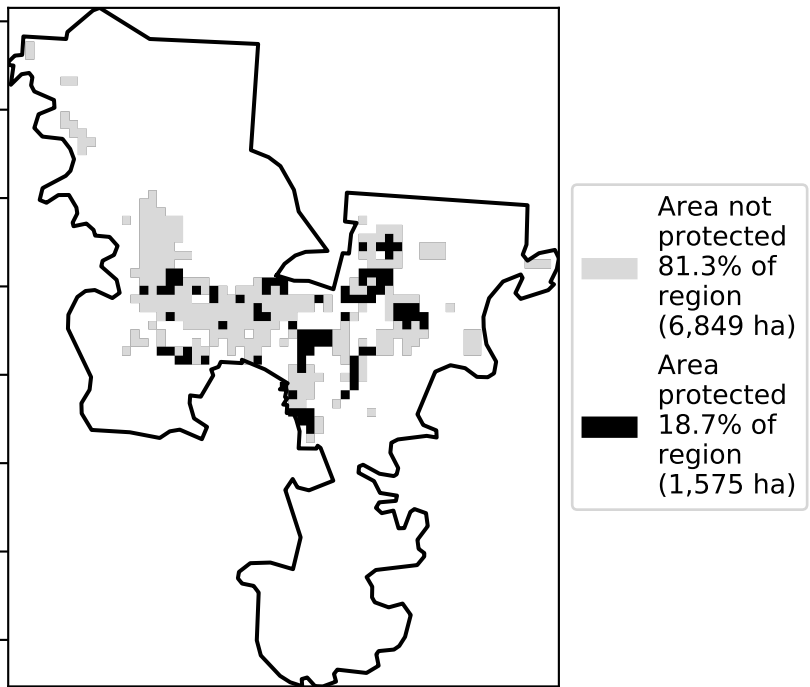 Area not
protected
81.3% of
region
(6,849 ha)
Area
protected
18.7% of
region
(1,575 ha)